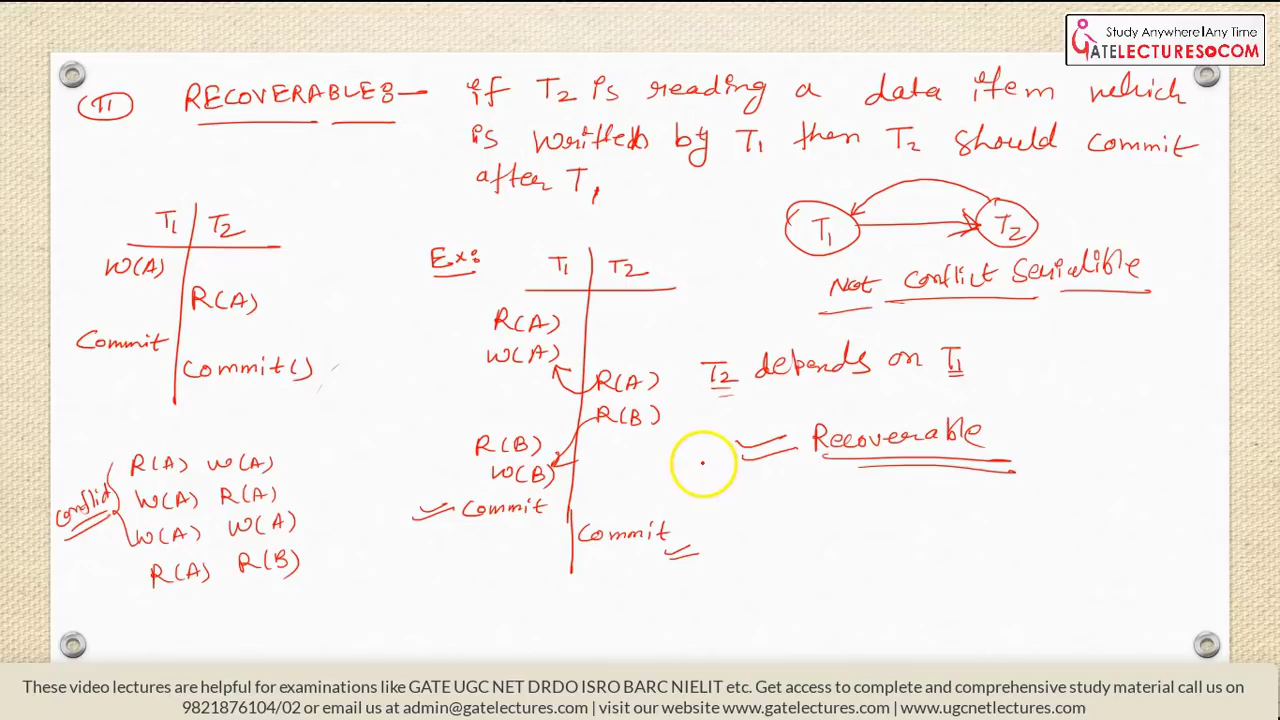 Study Anywhere | Any Time
GATELECTURES.COM
(II) RECOVERABLE:- if T2 is reading a data item which
is writted by T1 then T2 should commit
after T1
T1 T2
W(A)
R(A)
Commit
Commit()
Conflict
R(A) W(A)
W(A) R(A)
W(A) W(A)
R(A) R(B)
Ex:
T1 T2
R(A)
W(A)
R(A)
R(B)
R(B)
W(B)
Commit
Commit
T1 T2
Not conflict Serialible
T2 depends on T1
Recoverable
These video lectures are helpful for examinations like GATE UGC NET DRDO ISRO BARC NIELIT etc. Get access to complete and comprehensive study material call us on
9821876104/02 or email us at admin@gatelectures.com | visit our website www.gatelectures.com | www.ugcnetlectures.com